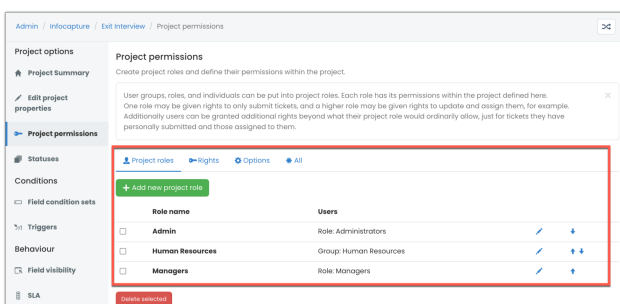 Admin / Infocapture / Exit Interview / Project permissions
Project options
Project Summary
Edit project
properties
Project permissions
Statuses
Conditions
Field condition sets
Triggers
Behaviour
Field visibility
SLA
Project permissions
Create project roles and define their permissions within the project.
User groups, roles, and individuals can be put into project roles. Each role has its permissions within the project defined here.
One role may be given rights to only submit tickets, and a higher role may be given rights to update and assign them, for example.
Additionally users can be granted additional rights beyond what their project role would ordinarily allow, just for tickets they have
personally submitted and those assigned to them.
Project roles Rights Options All
+ Add new project role
Role name Users
Admin Role: Administrators
Human Resources Group: Human Resources
Managers Role: Managers
Delete selected